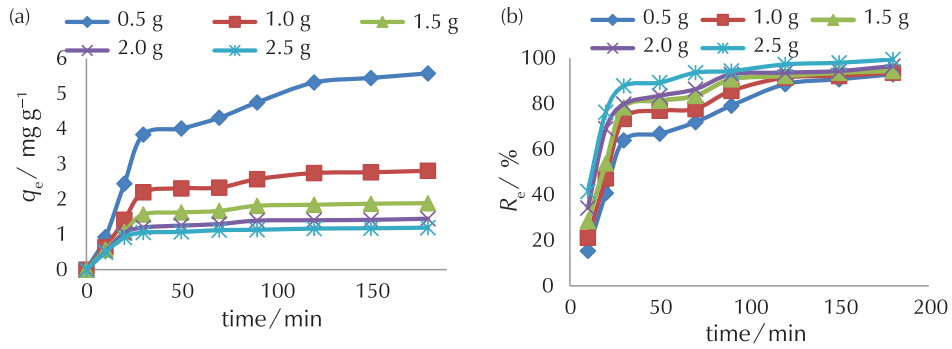 (a)
0.5 g 1.0 g 1.5 g
2.0 g 2.5 g
6
5
4
3
2
1
0
qe / mg g⁻¹
0 50 100 150
time / min
(b)
0.5 g 1.0 g 1.5 g
2.0 g 2.5 g
100
80
60
40
20
0
Re / %
0 50 100 150 200
time / min